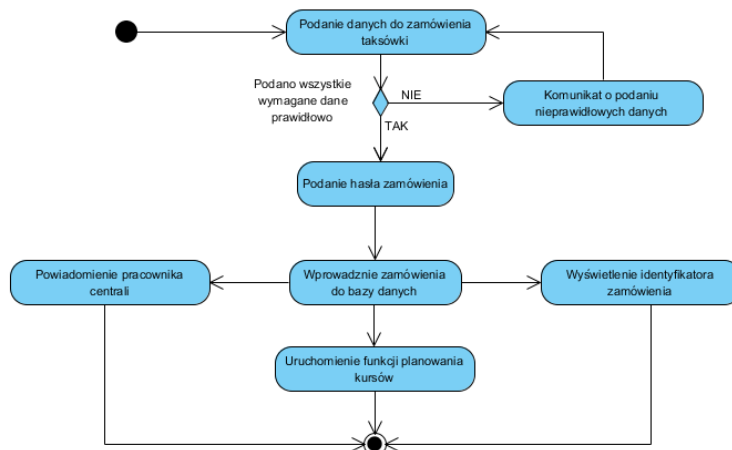 Podanie danych do zamówienia
taksówki
Podano wszystkie
wymagane dane
prawidłowo
NIE
Komunikat o podaniu
nieprawidłowych danych
TAK
Podanie hasła zamówienia
Powiadomienie pracownika
centrali
Wprowadznie zamówienia
do bazy danych
Wyświetlenie identyfikatora
zamówienia
Uruchomienie funkcji planowania
kursów